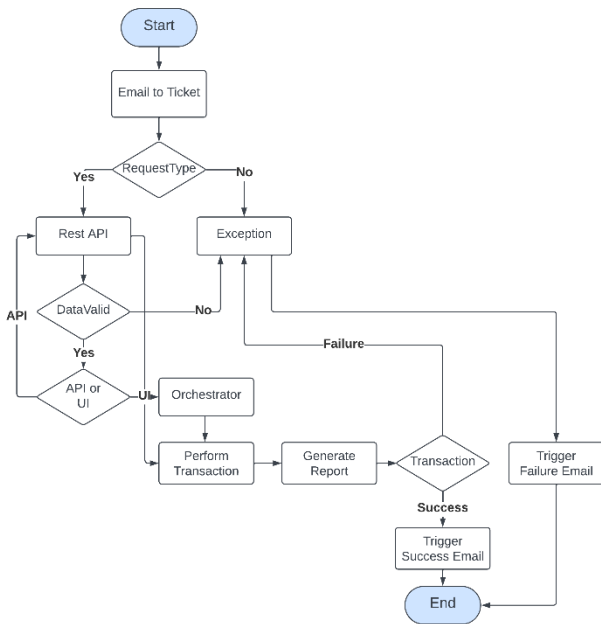 Start
Email to Ticket
RequestType
Yes
No
Rest API
Exception
DataValid
No
API
Yes
Failure
API or
UI
UI
Orchestrator
Perform
Transaction
Generate
Report
Transaction
Trigger
Failure Email
Success
Trigger
Success Email
End